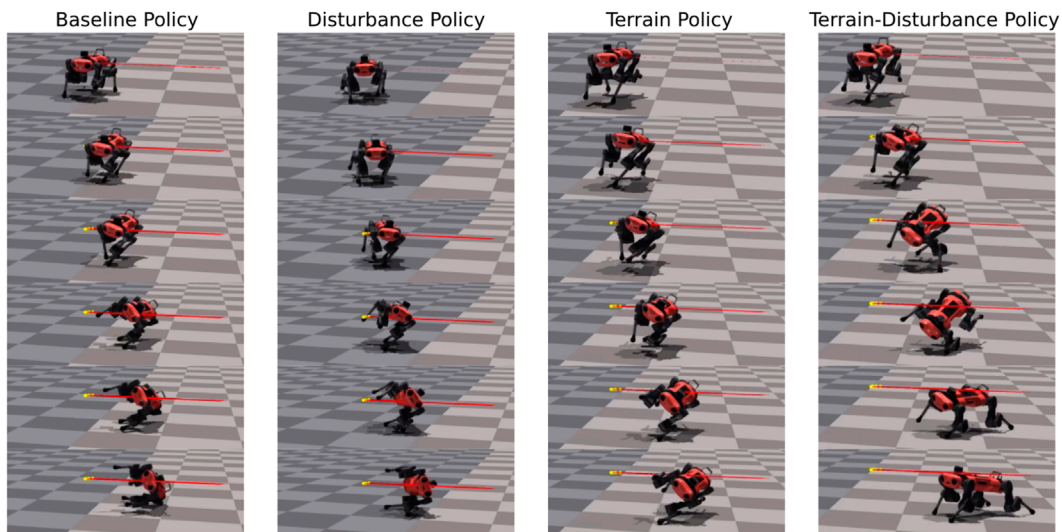 Baseline Policy
Disturbance Policy
Terrain Policy
Terrain-Disturbance Policy